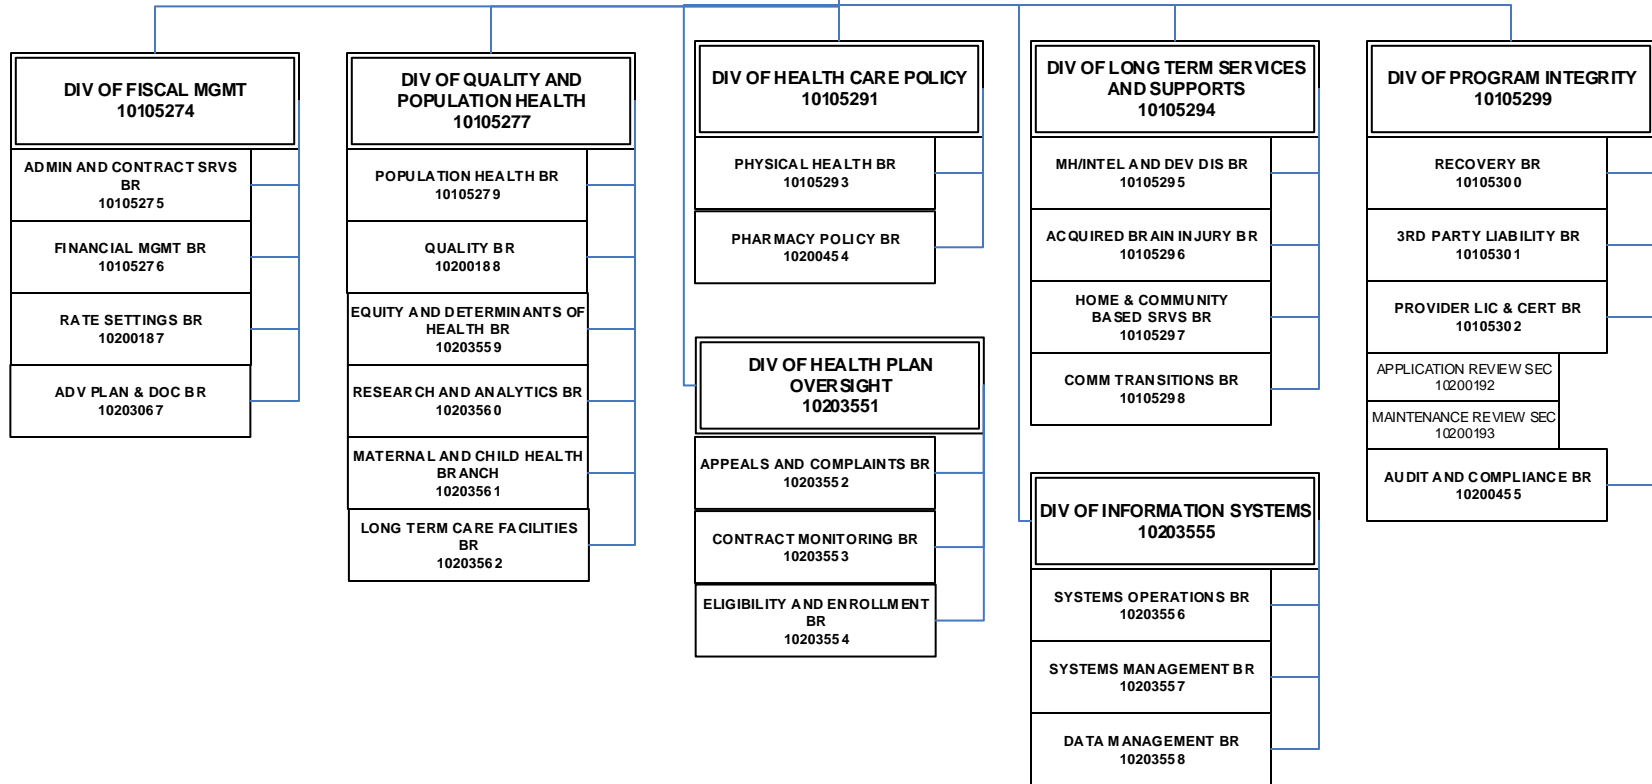 DIV OF FISCAL MGMT
10105274
ADMIN AND CONTRACT SRVS
BR
10105275
FINANCIAL MGMT BR
10105276
RATE SETTINGS BR
10200187
ADV PLAN & DOC BR
10203067
DIV OF QUALITY AND
POPULATION HEALTH
10105277
POPULATION HEALTH BR
10105279
QUALITY BR
10200188
EQUITY AND DETERMINANTS OF
HEALTH BR
10203559
RESEARCH AND ANALYTICS BR
10203560
MATERNAL AND CHILD HEALTH
BRANCH
10203561
LONG TERM CARE FACILITIES
BR
10203562
DIV OF HEALTH CARE POLICY
10105291
PHYSICAL HEALTH BR
10105293
PHARMACY POLICY BR
10200454
DIV OF HEALTH PLAN
OVERSIGHT
10203551
APPEALS AND COMPLAINTS BR
10203552
CONTRACT MONITORING BR
10203553
ELIGIBILITY AND ENROLLMENT
BR
10203554
DIV OF LONG TERM SERVICES
AND SUPPORTS
10105294
MH/INTEL AND DEV DIS BR
10105295
ACQUIRED BRAIN INJURY BR
10105296
HOME & COMMUNITY
BASED SRVS BR
10105297
COMM TRANSITIONS BR
10105298
DIV OF INFORMATION SYSTEMS
10203555
SYSTEMS OPERATIONS BR
10203556
SYSTEMS MANAGEMENT BR
10203557
DATA MANAGEMENT BR
10203558
DIV OF PROGRAM INTEGRITY
10105299
RECOVERY BR
10105300
3RD PARTY LIABILITY BR
10105301
PROVIDER LIC & CERT BR
10105302
APPLICATION REVIEW SEC
10200192
MAINTENANCE REVIEW SEC
10200193
AUDIT AND COMPLIANCE BR
10200455